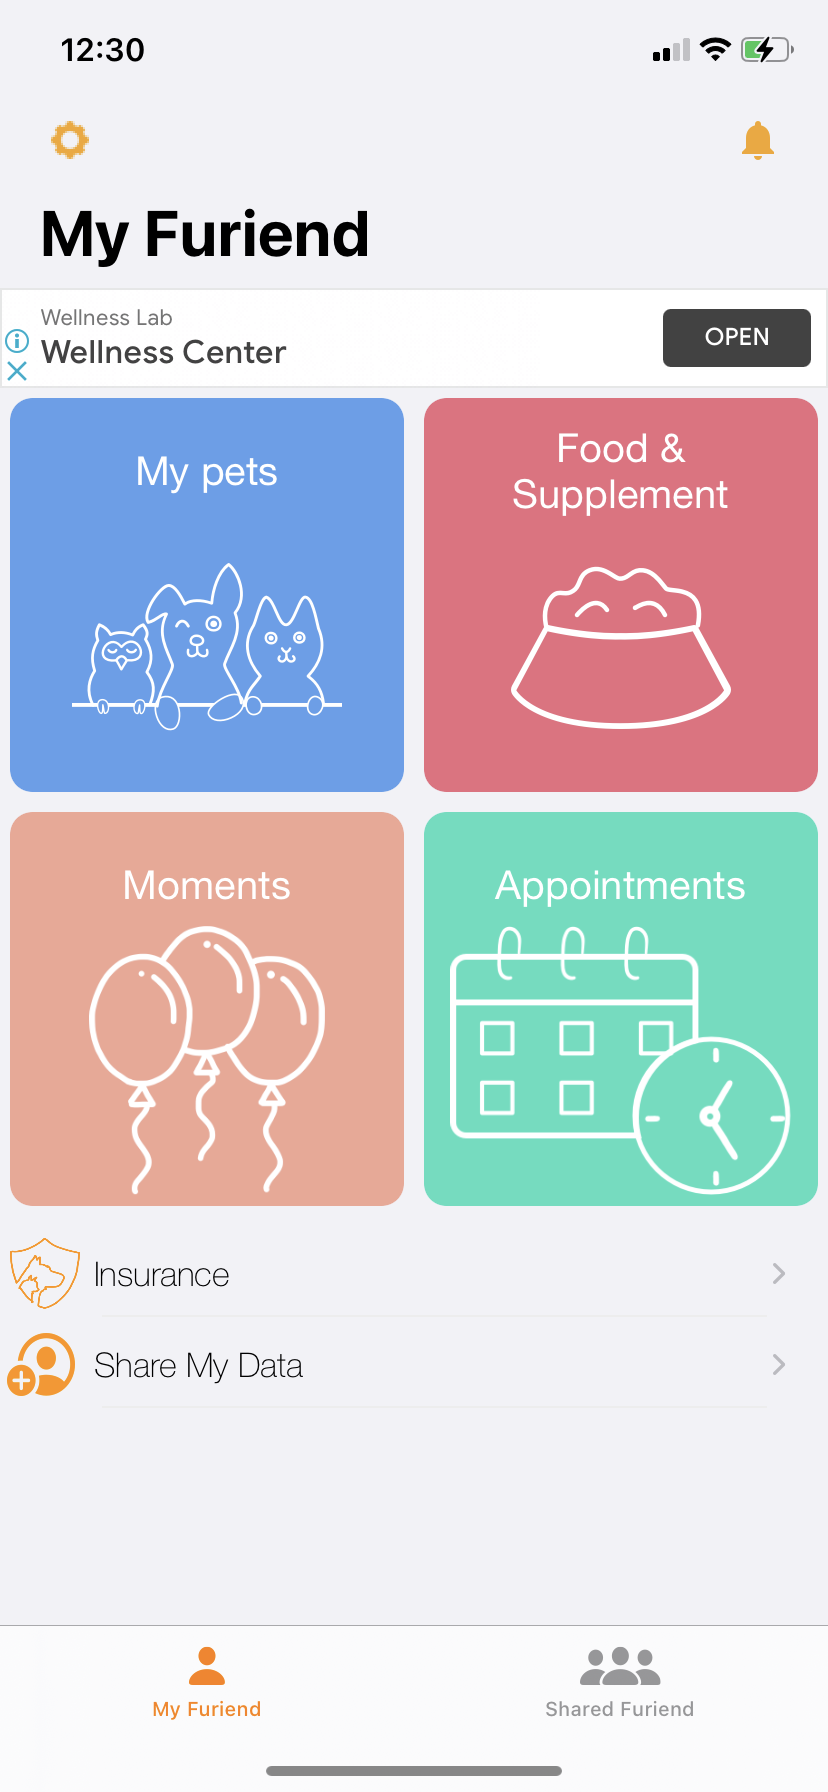 12:30
My Furiend
Wellness Lab
Wellness Center
OPEN
My pets
Food &
Supplement
Moments
Appointments
Insurance
Share My Data
My Furiend
Shared Furiend